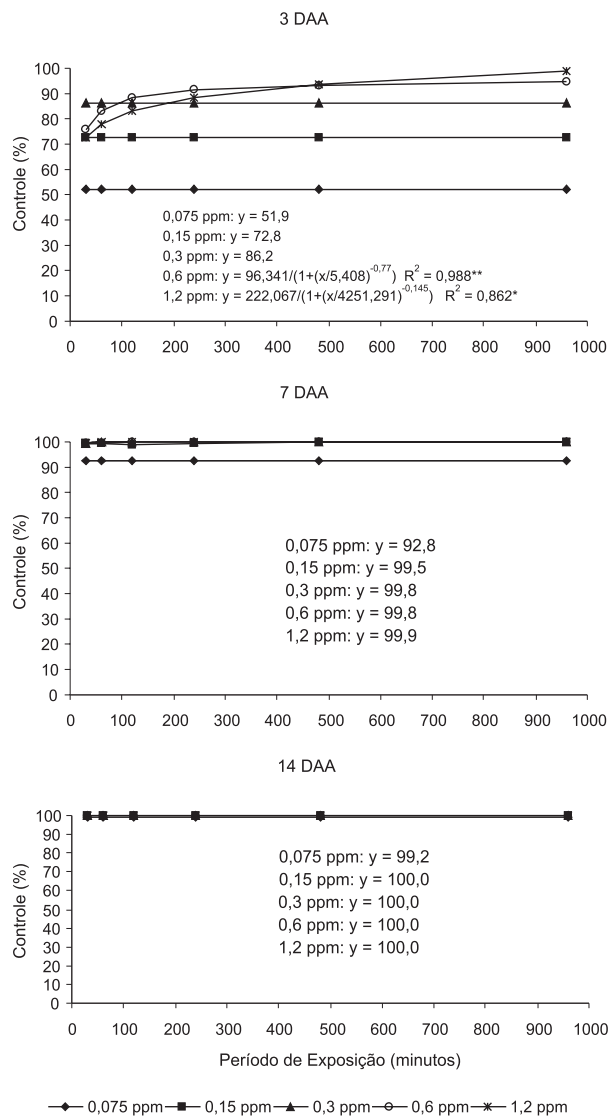 3 DAA
Controle (%)
100
90
80
70
60
50
40
30
20
10
0
0,075 ppm: y = 51,9
0,15 ppm: y = 72,8
0,3 ppm: y = 86,2
0,6 ppm: y = 96,341/(1+(x/5,408)^-0,77) R² = 0,988**
1,2 ppm: y = 222,067/(1+(x/4251,291)^-0,145) R² = 0,862*
0 100 200 300 400 500 600 700 800 900 1000
7 DAA
Controle (%)
100
90
80
70
60
50
40
30
20
10
0
0,075 ppm: y = 92,8
0,15 ppm: y = 99,5
0,3 ppm: y = 99,8
0,6 ppm: y = 99,8
1,2 ppm: y = 99,9
0 100 200 300 400 500 600 700 800 900 1000
14 DAA
Controle (%)
100
90
80
70
60
50
40
30
20
10
0
0,075 ppm: y = 99,2
0,15 ppm: y = 100,0
0,3 ppm: y = 100,0
0,6 ppm: y = 100,0
1,2 ppm: y = 100,0
0 100 200 300 400 500 600 700 800 900 1000
Período de Exposição (minutos)
0,075 ppm 0,15 ppm 0,3 ppm 0,6 ppm 1,2 ppm